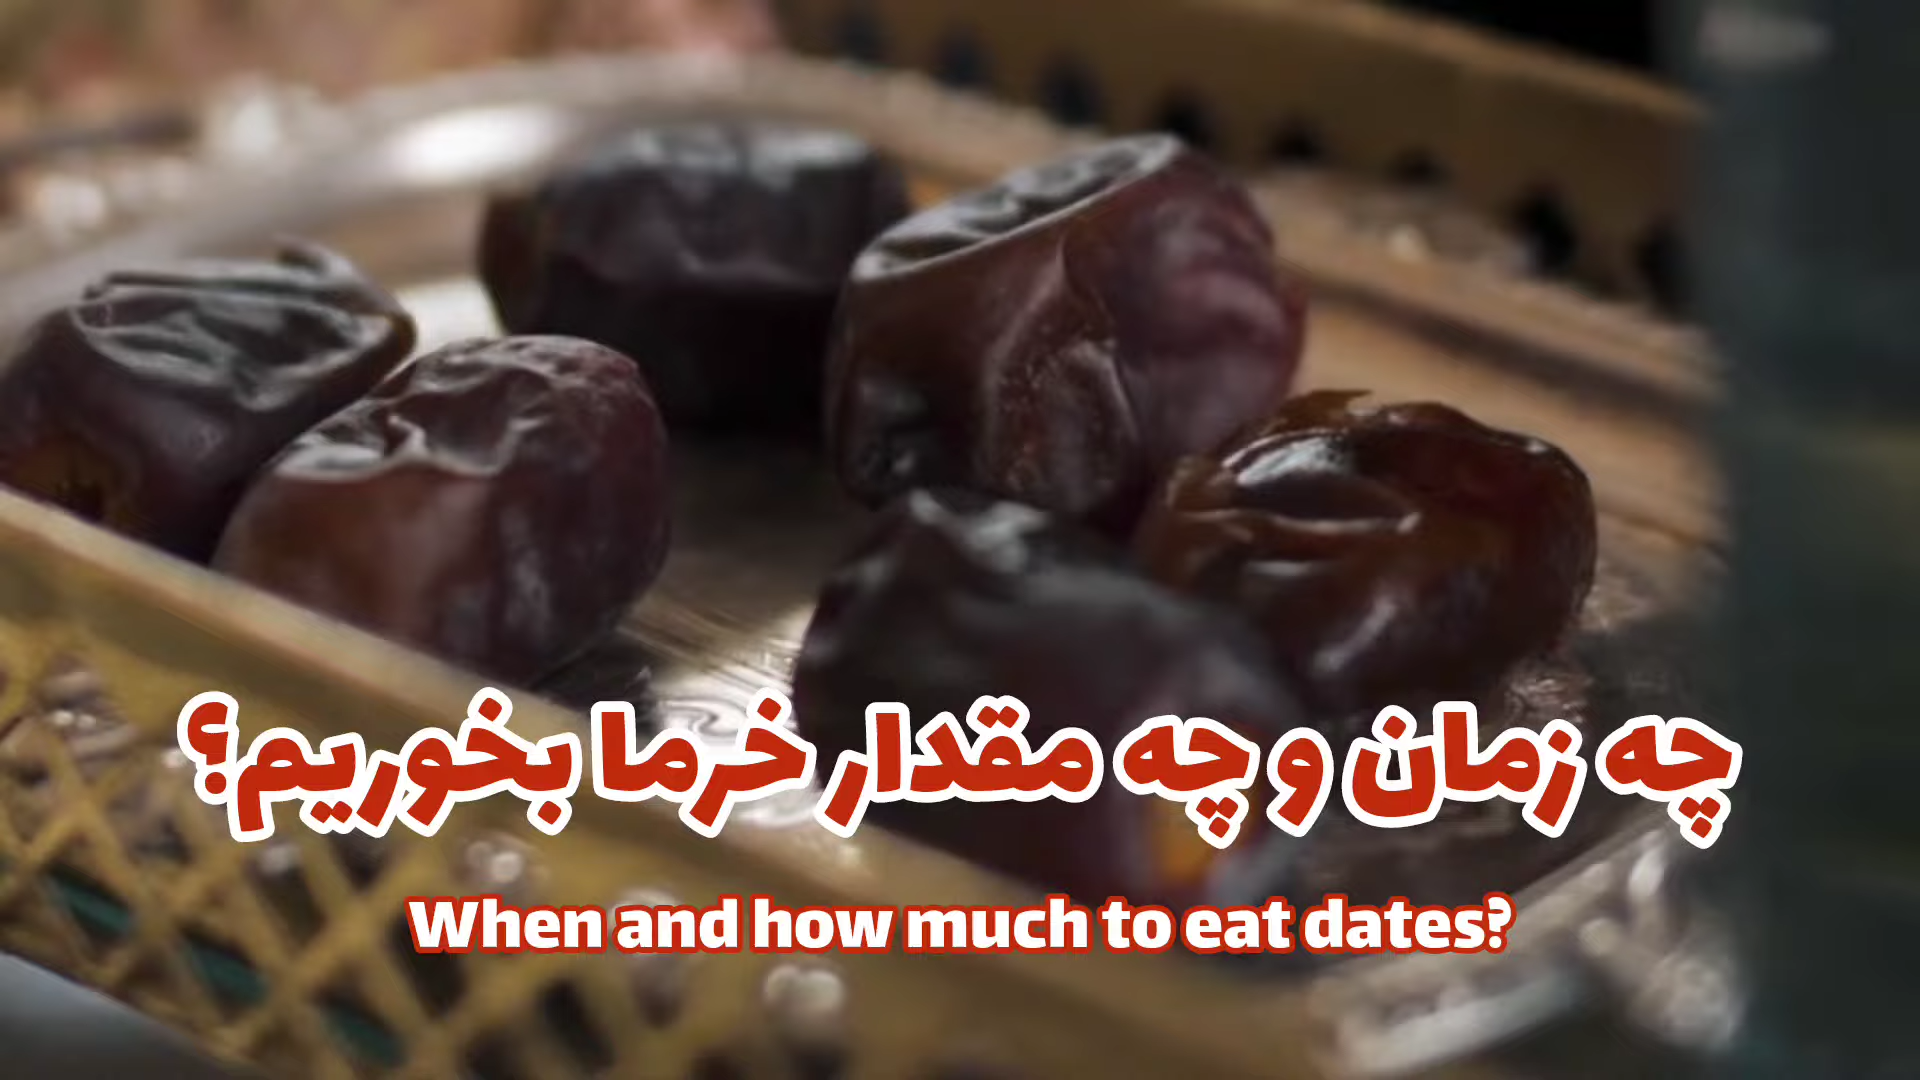 چه زمان و چه مقدار خرما بخوریم؟
When and how much to eat dates?